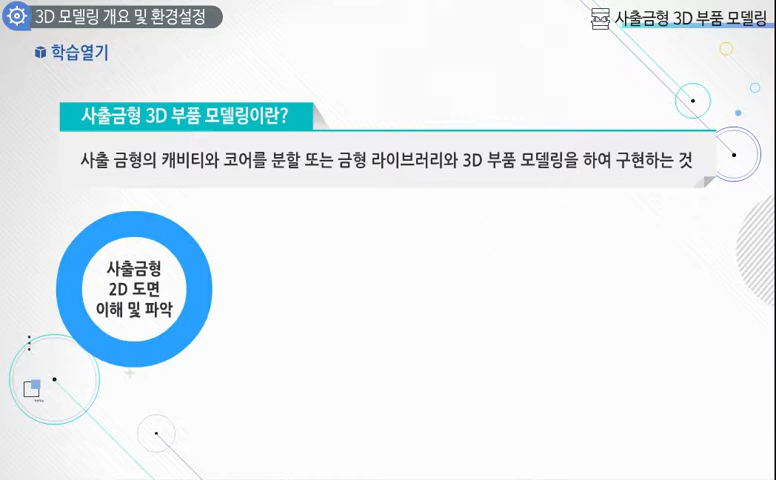 3D 모델링 개요 및 환경설정
사출금형 3D 부품 모델링
학습열기
사출금형 3D 부품 모델링이란?
사출 금형의 캐비티와 코어를 분할 또는 금형 라이브러리와 3D 부품 모델링을 하여 구현하는 것
사출금형
2D 도면
이해 및 파악